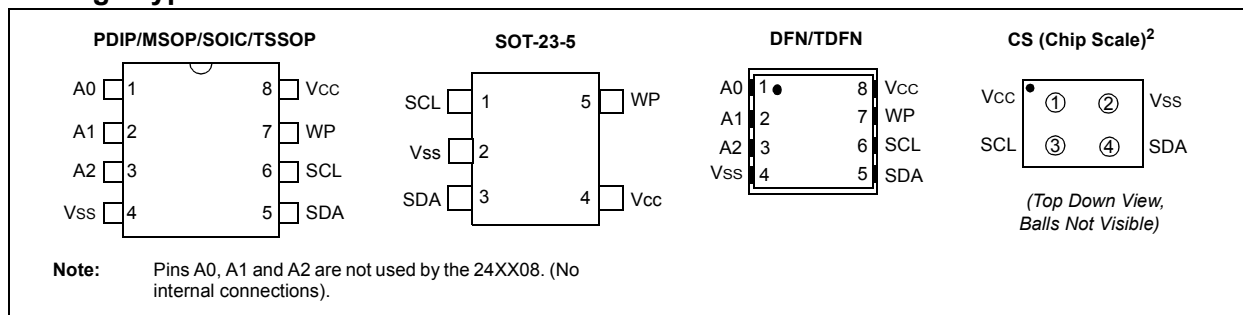 PDIP/MSOP/SOIC/TSSOP
A0 1 8 VCC
A1 2 7 WP
A2 3 6 SCL
VSS 4 5 SDA
SOT-23-5
SCL 1 5 WP
Vss 2
SDA 3 4 Vcc
DFN/TDFN
A0 1 8 VCC
A1 2 7 WP
A2 3 6 SCL
VSS 4 5 SDA
CS (Chip Scale)2
VCC 1 2 VSS
SCL 3 4 SDA
(Top Down View,
Balls Not Visible)
Note: Pins A0, A1 and A2 are not used by the 24XX08. (No
internal connections).